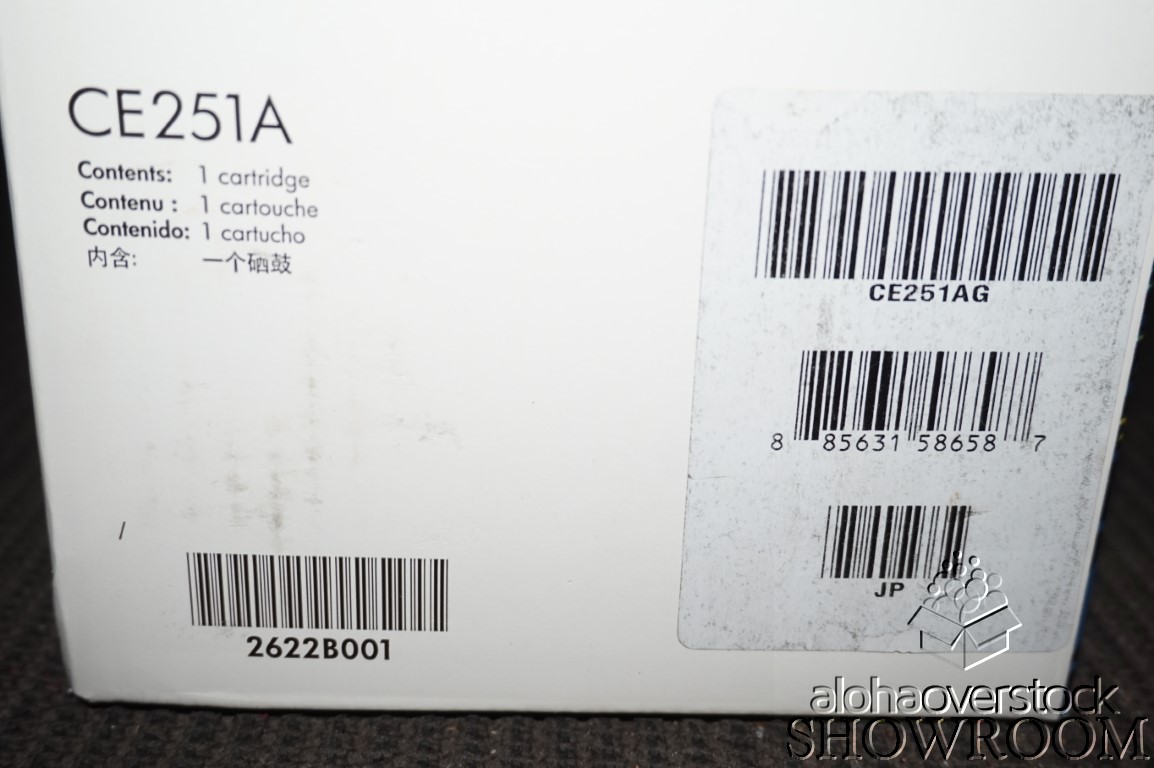 CE251A
Contents: 1 cartridge
Contenu : 1 cartouche
Contenido: 1 cartucho
内含: 一个硒鼓
/
2622B001
CE251AG
8 85631 58658 7
JP
alohaoverstock
SHOWROOM